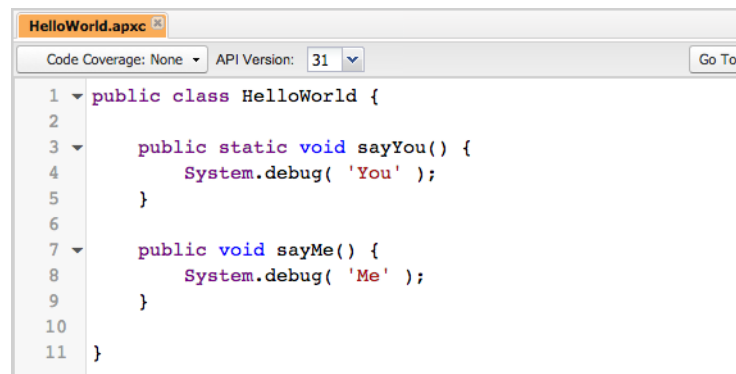 HelloWorld.apxc
Code Coverage: None API Version: 31 Go To
1 public class HelloWorld {
2
3     public static void sayYou() {
4         System.debug( 'You' );
5     }
6
7     public void sayMe() {
8         System.debug( 'Me' );
9     }
10
11 }